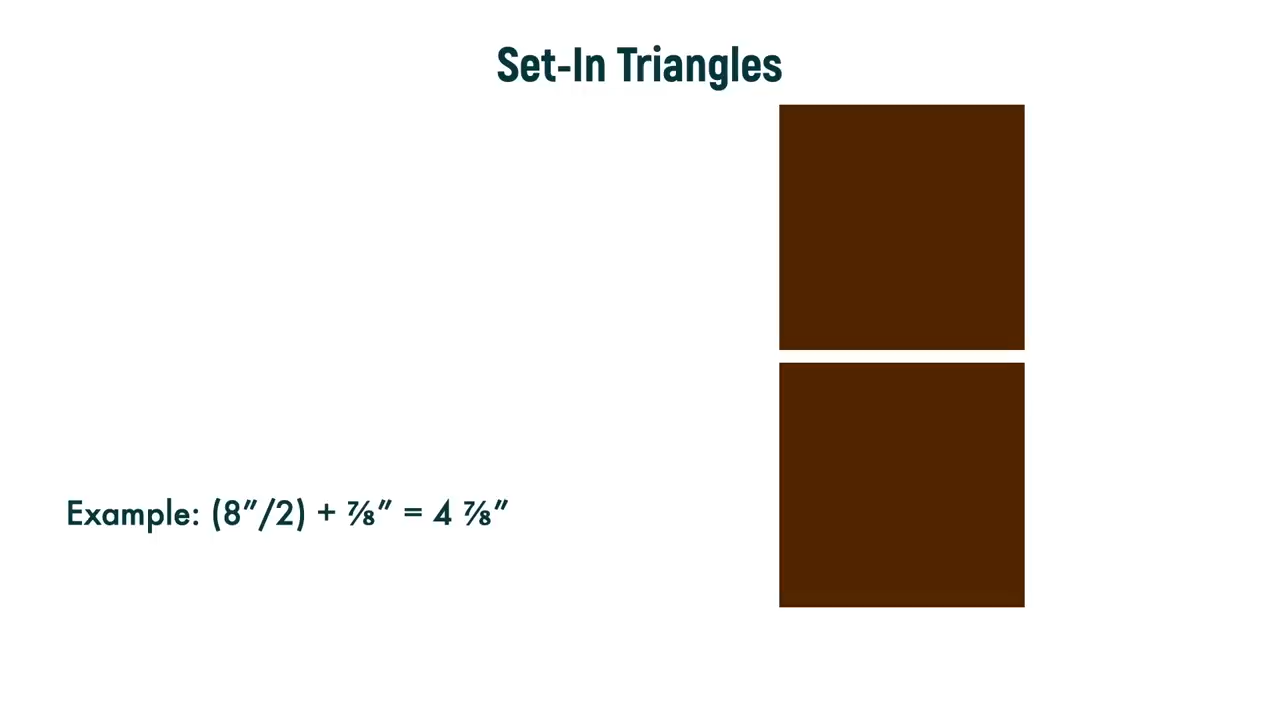 Set-In Triangles
Example: (8″/2) + ⅞″ = 4 ⅞″